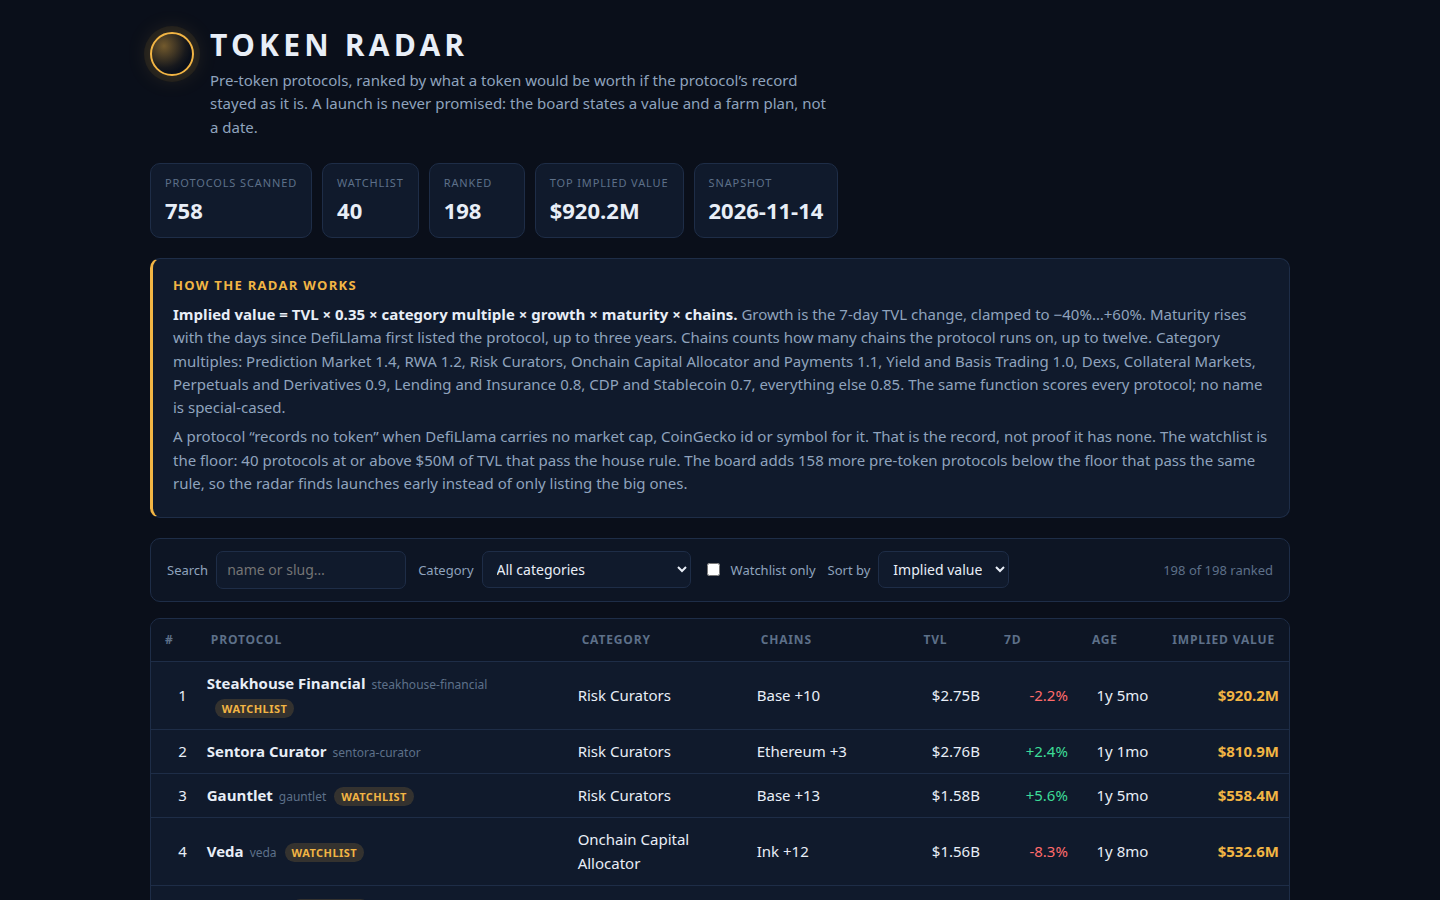 TOKEN RADAR
Pre-token protocols, ranked by what a token would be worth if the protocol’s record
stayed as it is. A launch is never promised: the board states a value and a farm plan, not
a date.
PROTOCOLS SCANNED
758
WATCHLIST
40
RANKED
198
TOP IMPLIED VALUE
$920.2M
SNAPSHOT
2026-11-14
HOW THE RADAR WORKS
Implied value = TVL × 0.35 × category multiple × growth × maturity × chains. Growth is the 7-day TVL change, clamped to −40%…+60%. Maturity rises
with the days since DefiLlama first listed the protocol, up to three years. Chains counts how many chains the protocol runs on, up to twelve. Category
multiples: Prediction Market 1.4, RWA 1.2, Risk Curators, Onchain Capital Allocator and Payments 1.1, Yield and Basis Trading 1.0, Dexs, Collateral Markets,
Perpetuals and Derivatives 0.9, Lending and Insurance 0.8, CDP and Stablecoin 0.7, everything else 0.85. The same function scores every protocol; no name
is special-cased.
A protocol “records no token” when DefiLlama carries no market cap, CoinGecko id or symbol for it. That is the record, not proof it has none. The watchlist is
the floor: 40 protocols at or above $50M of TVL that pass the house rule. The board adds 158 more pre-token protocols below the floor that pass the same
rule, so the radar finds launches early instead of only listing the big ones.
Search name or slug… Category All categories Watchlist only Sort by Implied value 198 of 198 ranked
# PROTOCOL CATEGORY CHAINS TVL 7D AGE IMPLIED VALUE
1 Steakhouse Financial steakhouse-financial WATCHLIST Risk Curators Base +10 $2.75B -2.2% 1y 5mo $920.2M
2 Sentora Curator sentora-curator Risk Curators Ethereum +3 $2.76B +2.4% 1y 1mo $810.9M
3 Gauntlet gauntlet WATCHLIST Risk Curators Base +13 $1.58B +5.6% 1y 5mo $558.4M
4 Veda veda WATCHLIST Onchain Capital Allocator Ink +12 $1.56B -8.3% 1y 8mo $532.6M